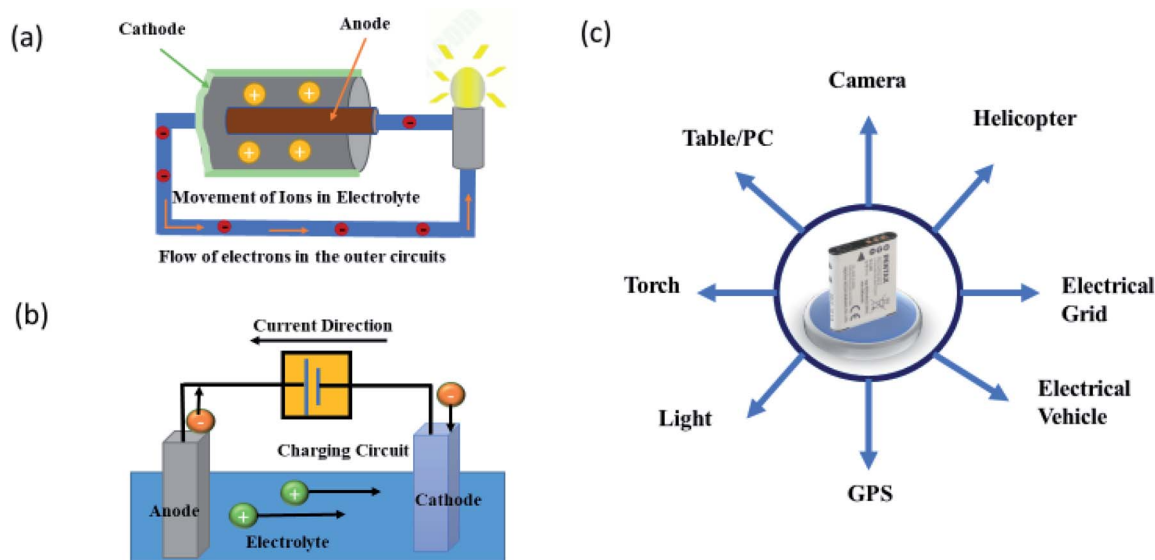 (a)
Cathode
Anode
Movement of Ions in Electrolyte
Flow of electrons in the outer circuits
(b)
Current Direction
Charging Circuit
Anode
Cathode
Electrolyte
(c)
Camera
Helicopter
Table/PC
Torch
Electrical
Grid
Light
Electrical
Vehicle
GPS
PENTAX